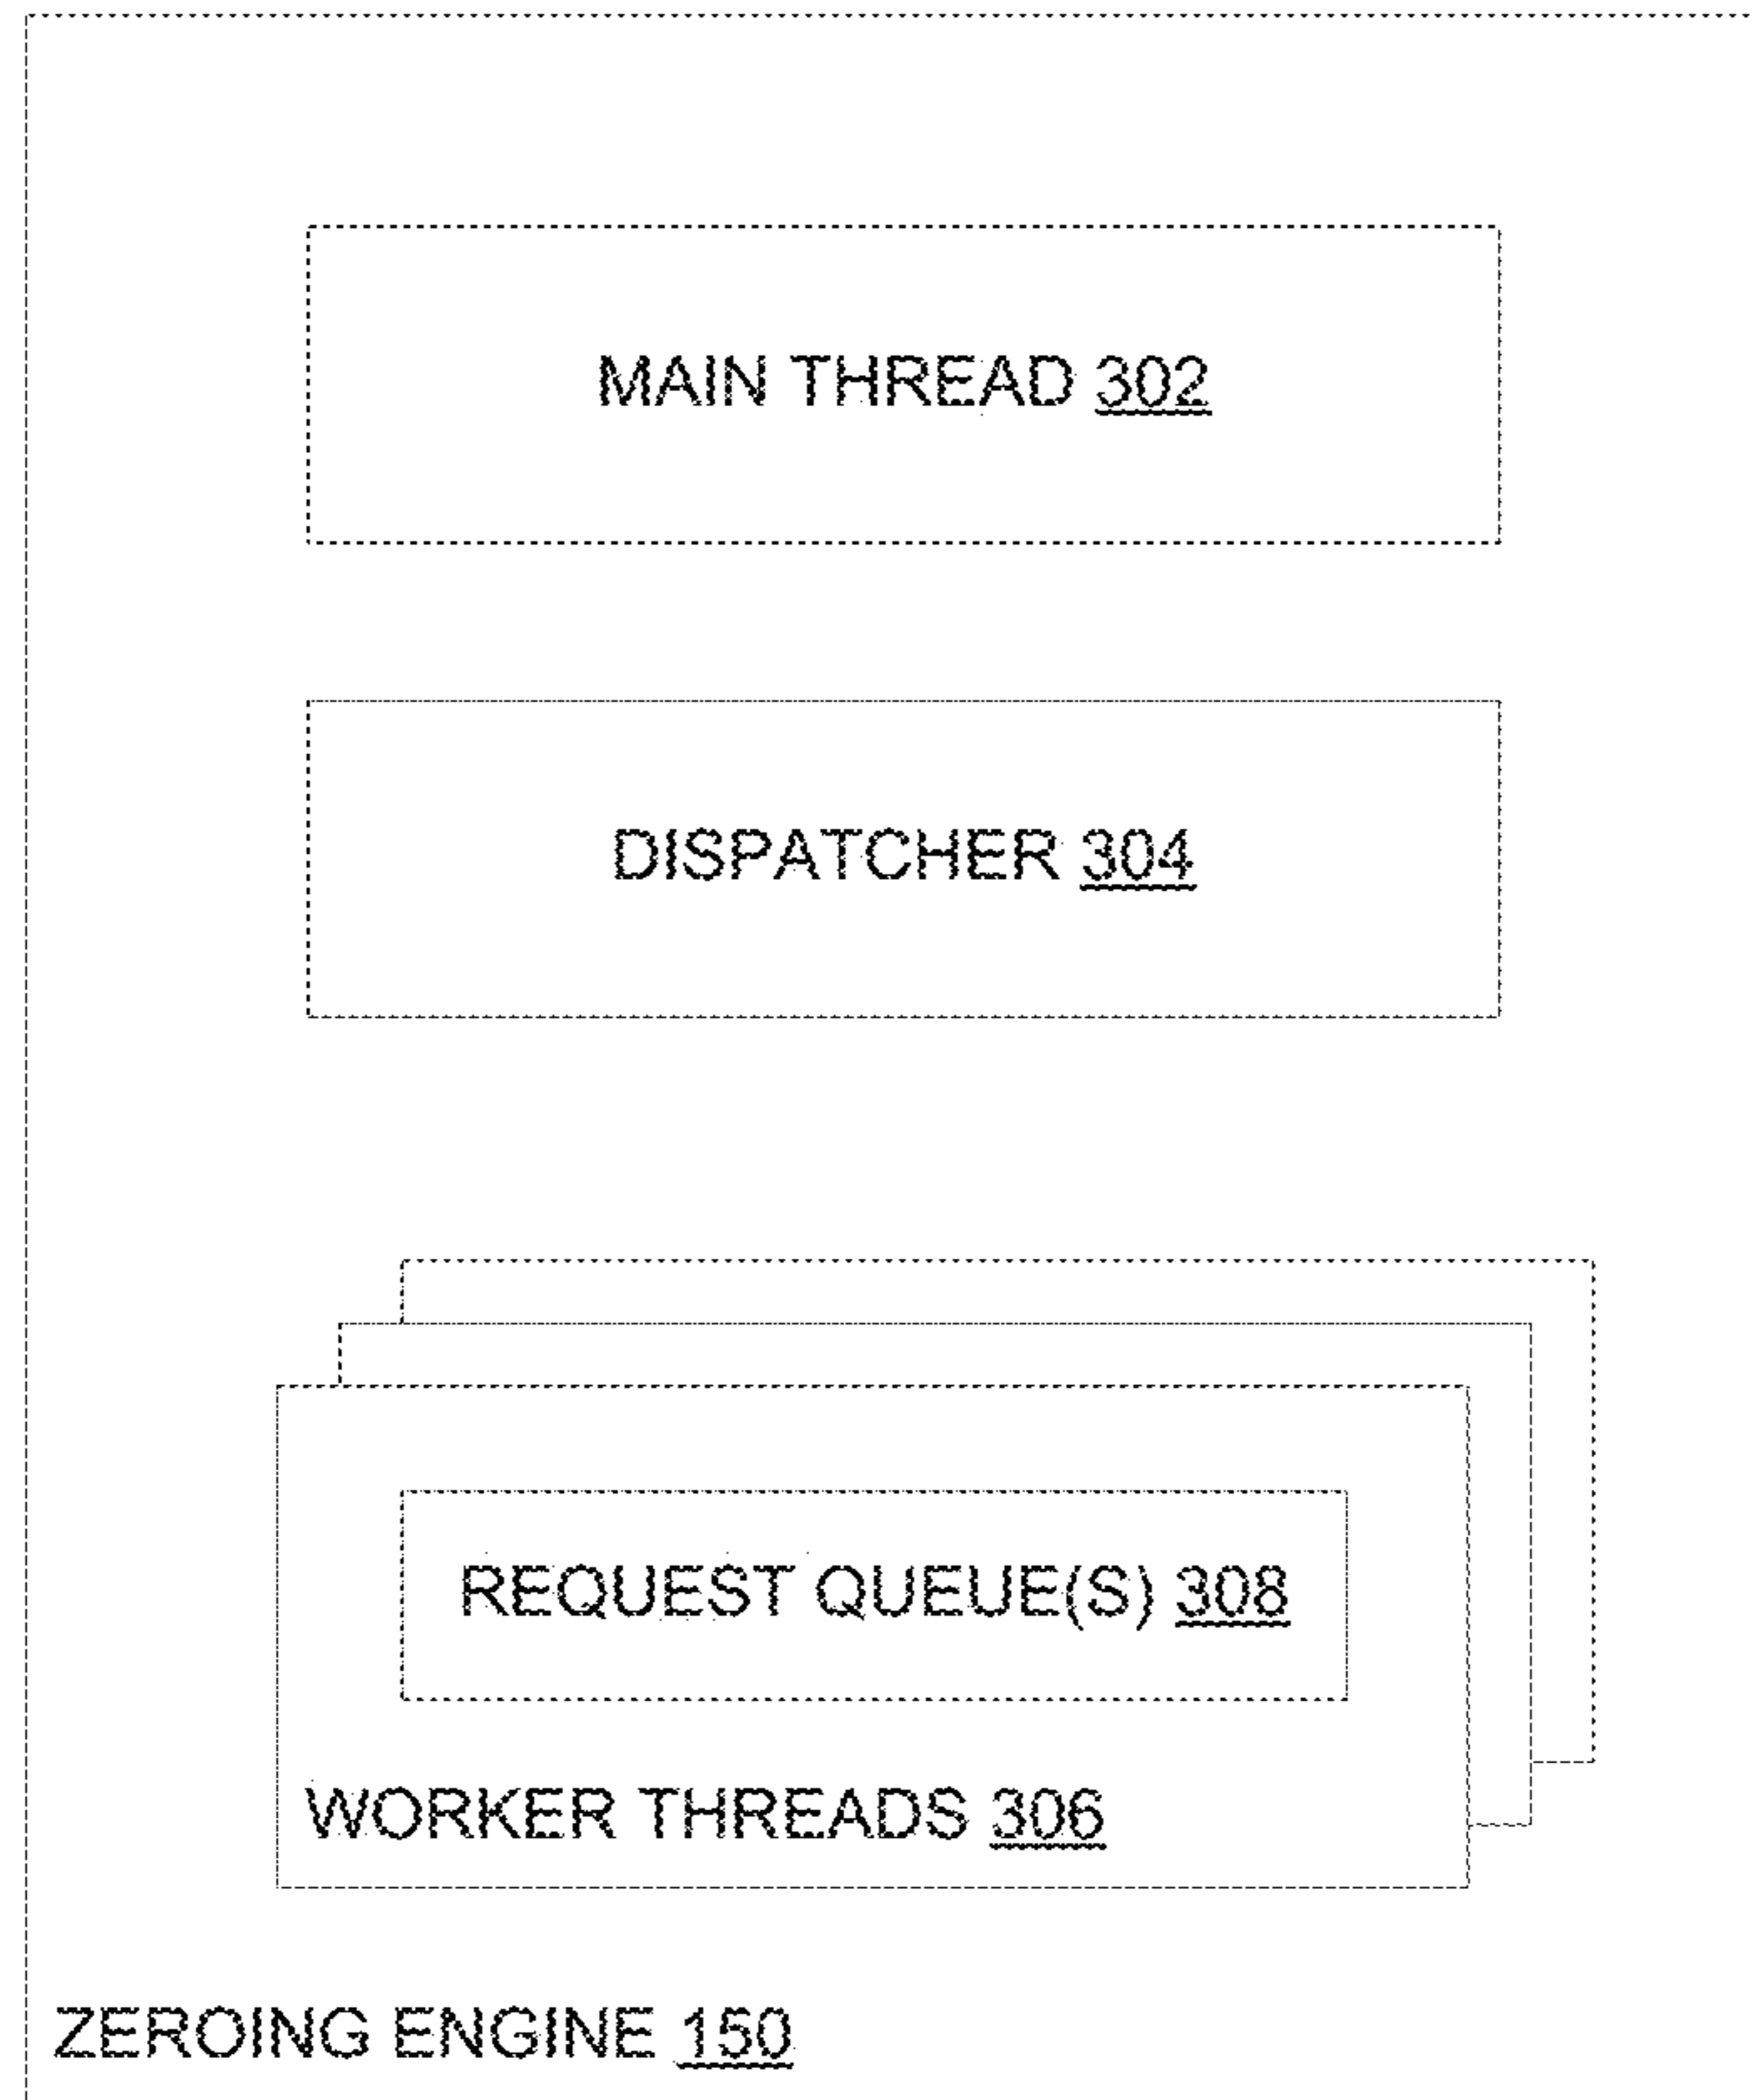 MAIN THREAD 302
DISPATCHER 304
REQUEST QUEUE(S) 308
WORKER THREADS 306
ZEROING ENGINE 150